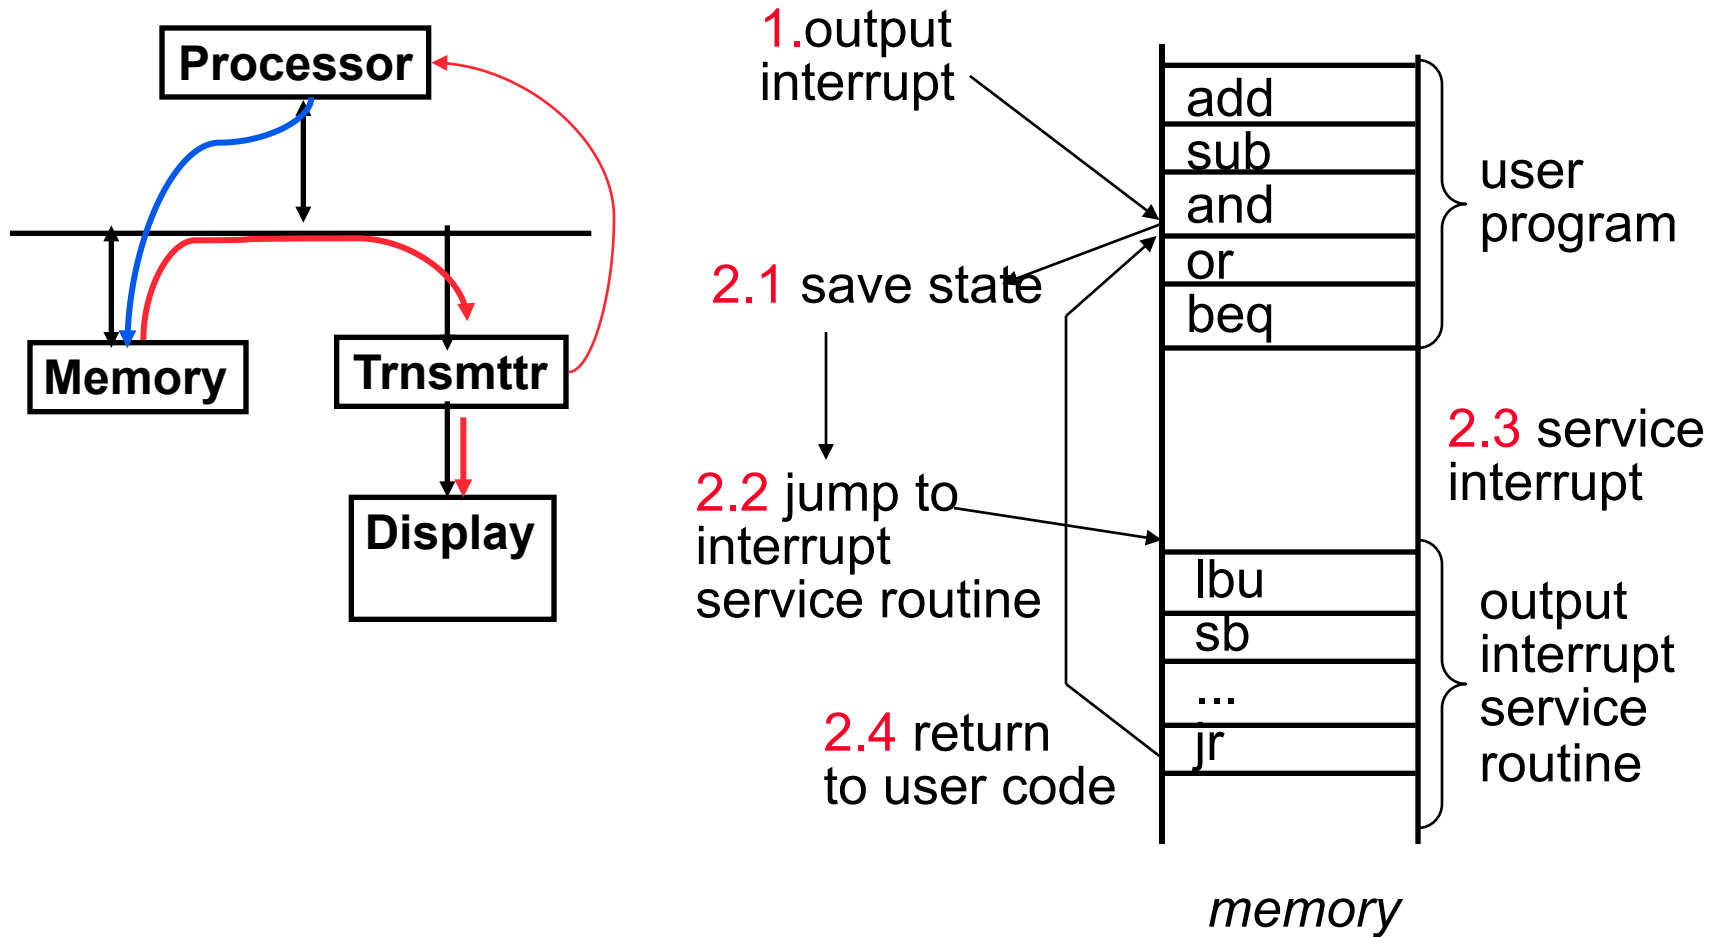 Processor
Memory
Trnsmttr
Display
1.output
interrupt
2.1 save state
2.2 jump to
interrupt
service routine
2.4 return
to user code
add
sub
and
or
beq
lbu
sb
...
jr
user
program
2.3 service
interrupt
output
interrupt
service
routine
memory